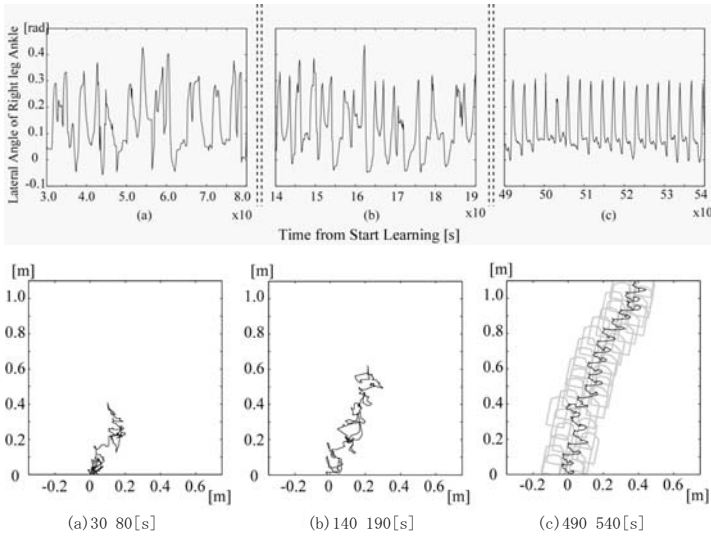 [rad]
Lateral Angle of Right leg Ankle
0.4
0.3
0.2
0.1
0
-0.1
3.0 4.0 5.0 6.0 7.0 8.0
x10
(a)
14 15 16 17 18 19
x10
(b)
49 50 51 52 53 54
x10
(c)
Time from Start Learning [s]
[m]
1.0
0.8
0.6
0.4
0.2
0
-0.2 0 0.2 0.4 0.6
[m]
(a)30 80[s]
[m]
1.0
0.8
0.6
0.4
0.2
0
-0.2 0 0.2 0.4 0.6
[m]
(b)140 190[s]
[m]
1.0
0.8
0.6
0.4
0.2
0
-0.2 0 0.2 0.4 0.6
[m]
(c)490 540[s]